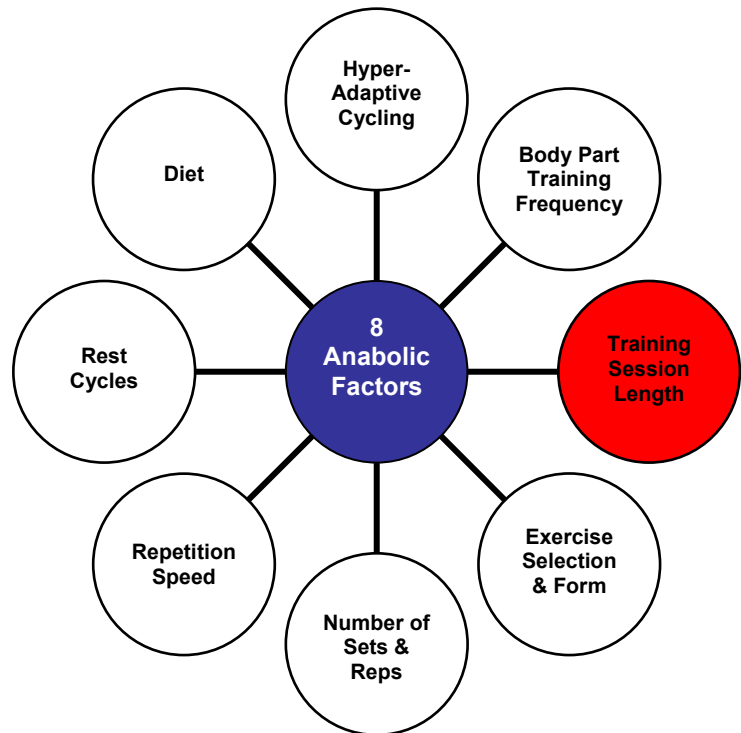 Hyper-
Adaptive
Cycling
Body Part
Training
Frequency
Training
Session
Length
Exercise
Selection
& Form
Number of
Sets &
Reps
Repetition
Speed
Rest
Cycles
Diet
8
Anabolic
Factors